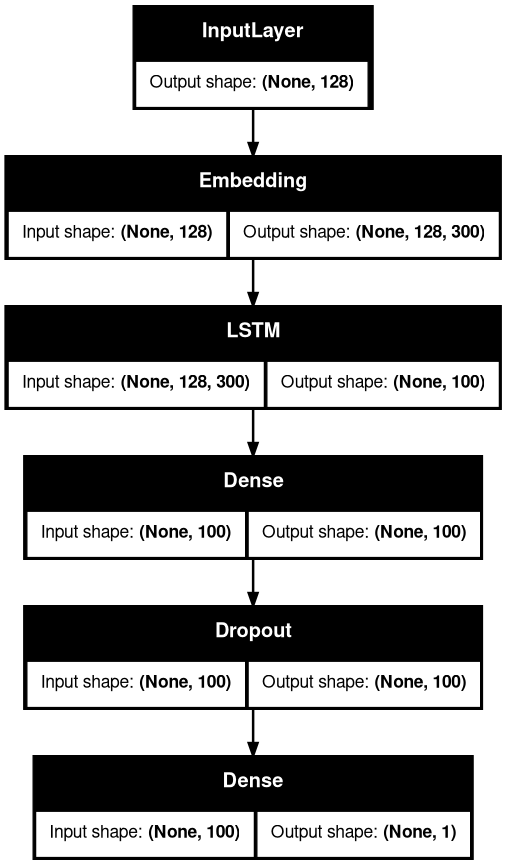 InputLayer
Output shape: (None, 128)
Embedding
Input shape: (None, 128) Output shape: (None, 128, 300)
LSTM
Input shape: (None, 128, 300) Output shape: (None, 100)
Dense
Input shape: (None, 100) Output shape: (None, 100)
Dropout
Input shape: (None, 100) Output shape: (None, 100)
Dense
Input shape: (None, 100) Output shape: (None, 1)